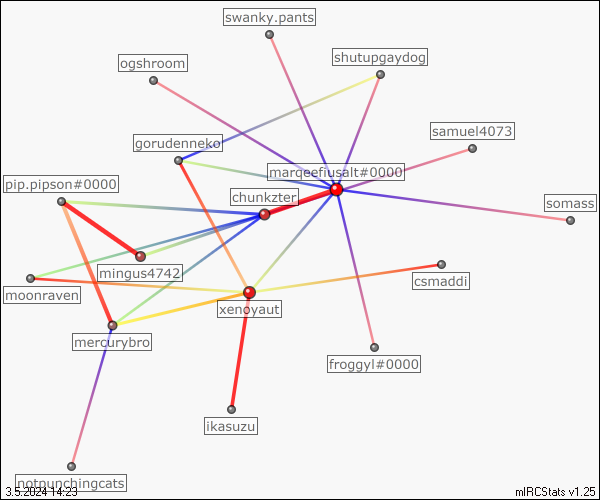 swanky.pants
shutupgaydog
ogshroom
samuel4073
gorudenneko
marqeefiusalt#0000
pip.pipson#0000
chunkzter
somass
mingus4742
csmaddi
moonraven
xenoyaut
mercurybro
froggyl#0000
ikasuzu
notpunchingcats
3.5.2024 14:23
mIRCStats v1.25